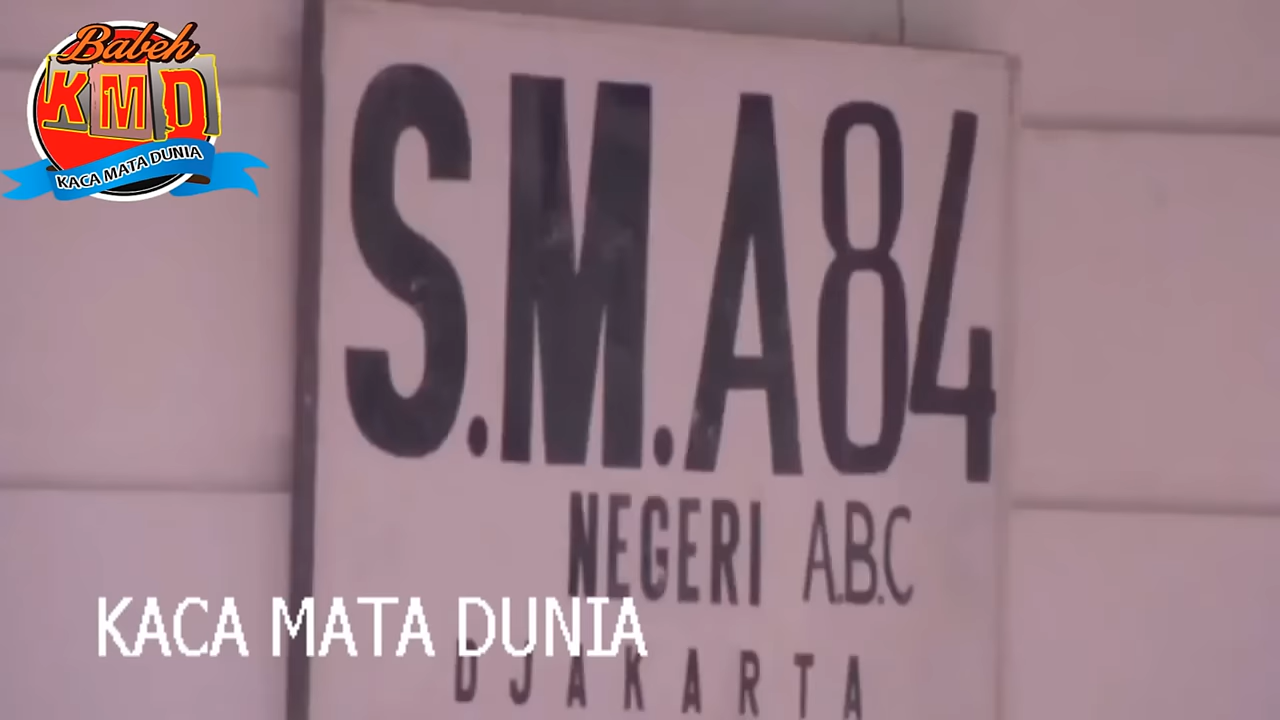 Babeh
KMD
KACA MATA DUNIA
S.M.A84
NEGERI A.B.C
KACA MATA DUNIA
DJAKARTA